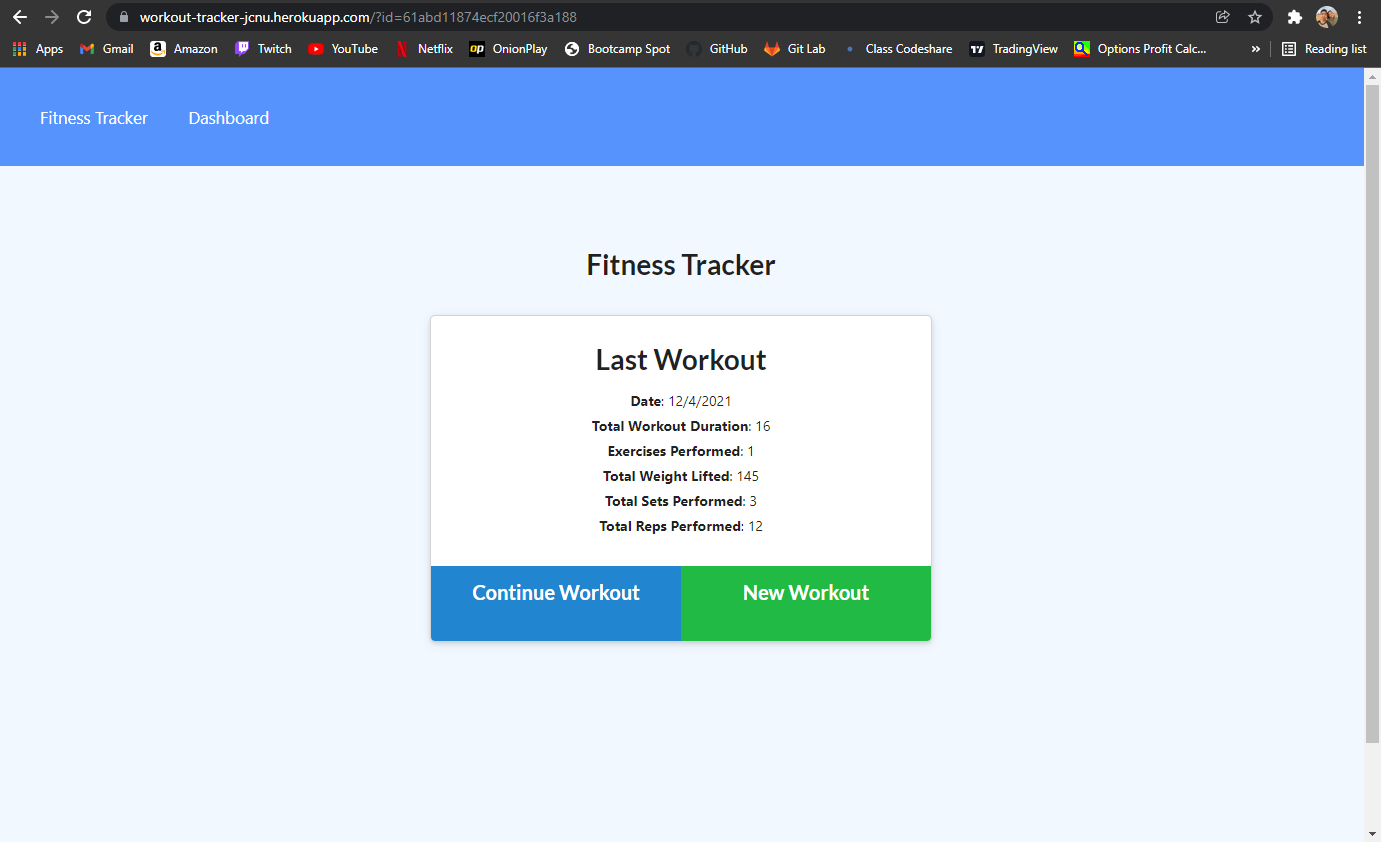 workout-tracker-jcnu.herokuapp.com/?id=61abd11874ecf20016f3a188
Apps Gmail Amazon Twitch YouTube Netflix OnionPlay Bootcamp Spot GitHub Git Lab Class Codeshare TradingView Options Profit Calc... » Reading list
Fitness Tracker Dashboard
Fitness Tracker
Last Workout
Date: 12/4/2021
Total Workout Duration: 16
Exercises Performed: 1
Total Weight Lifted: 145
Total Sets Performed: 3
Total Reps Performed: 12
Continue Workout New Workout